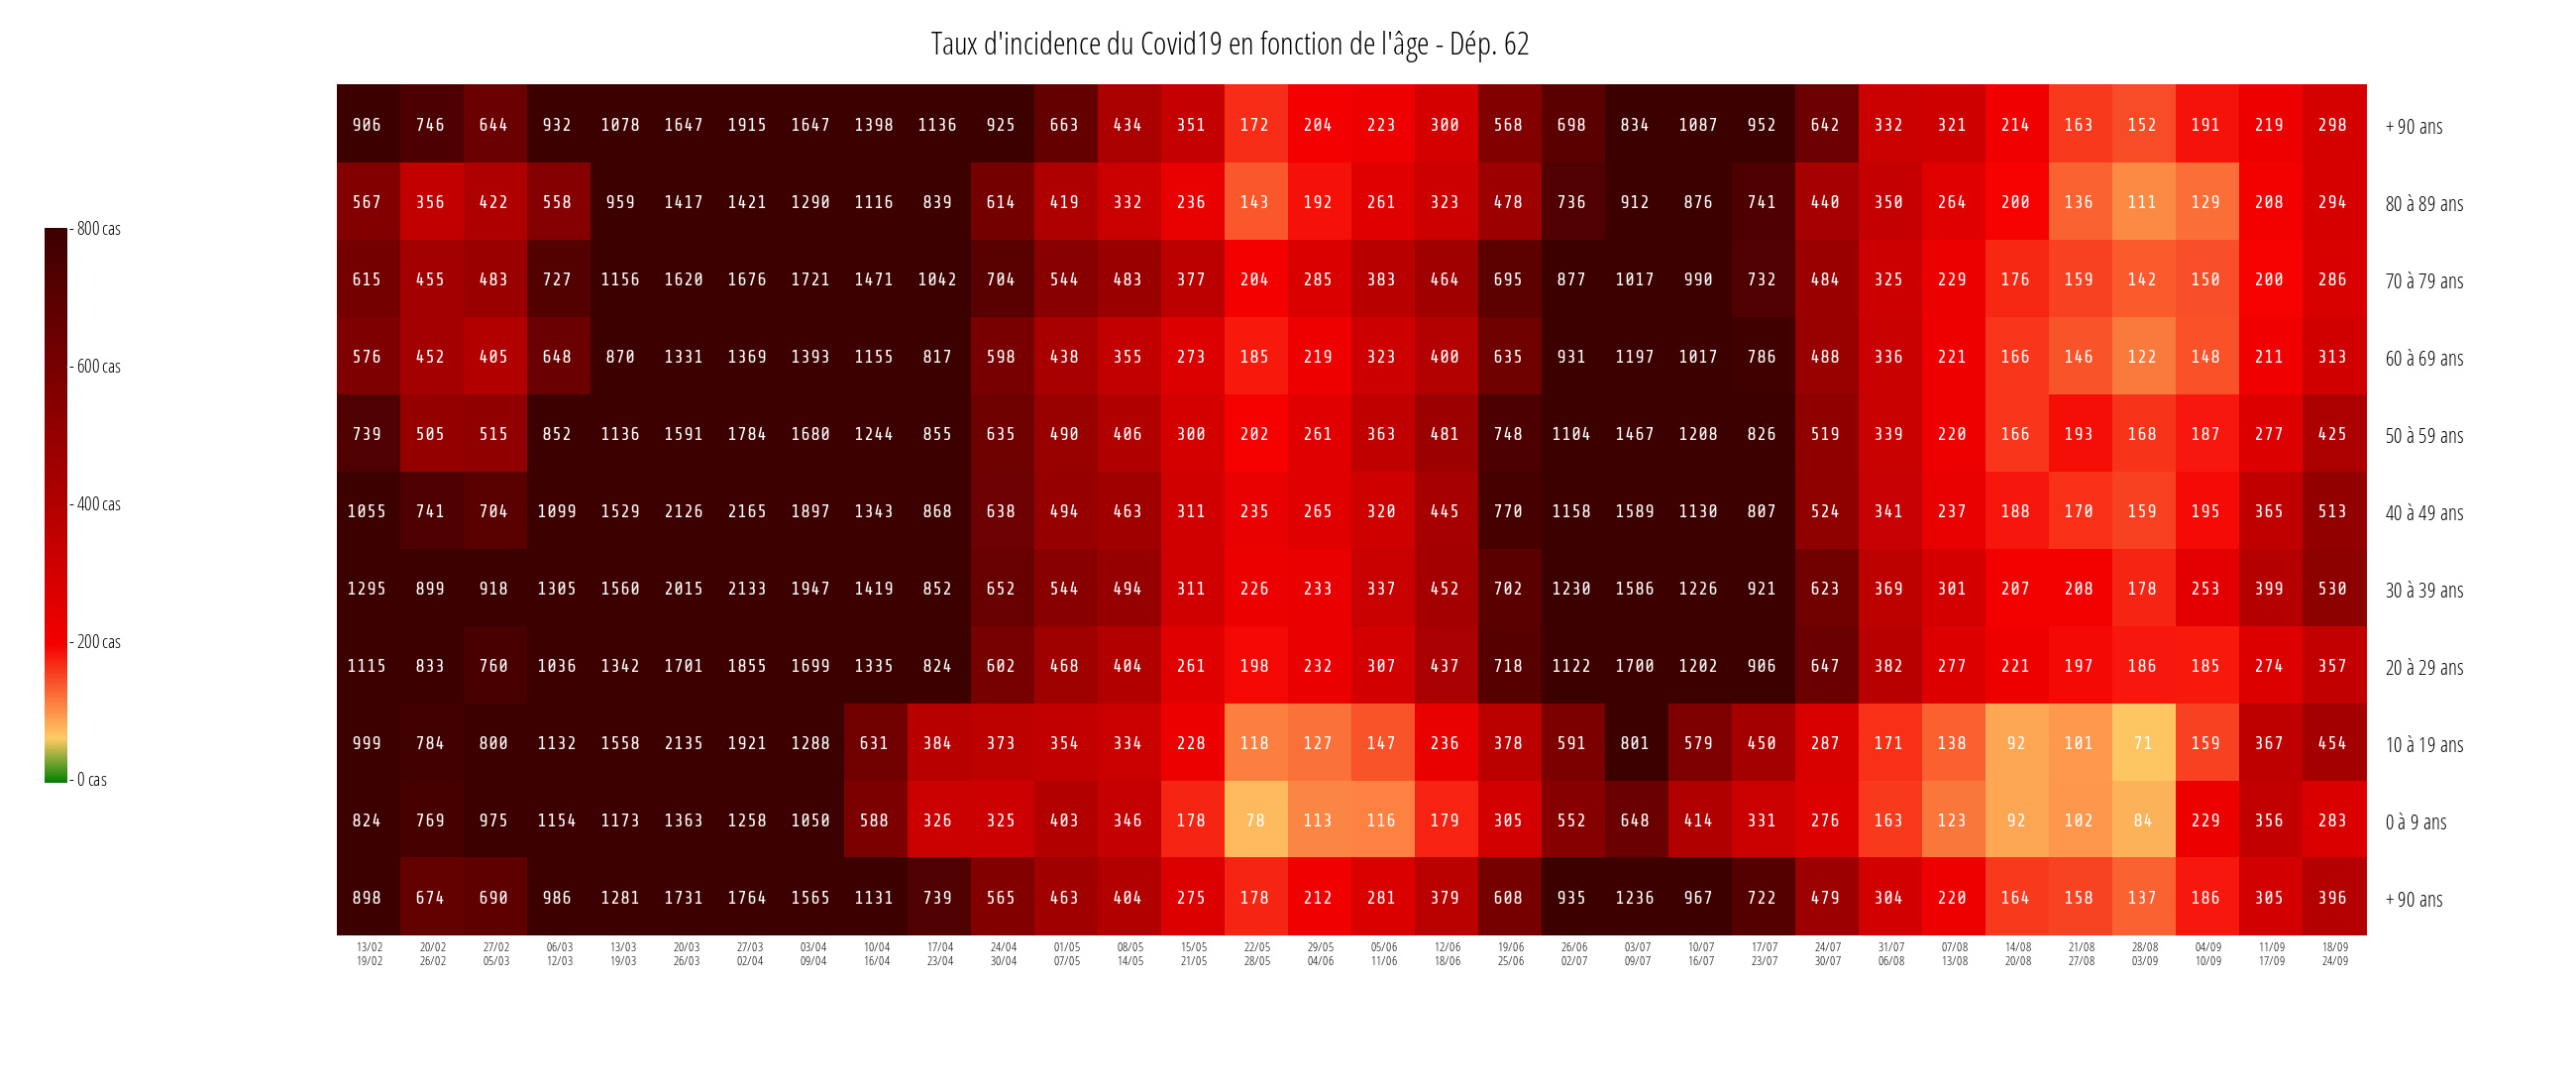 Taux d'incidence du Covid19 en fonction de l'âge - Dép. 62
- 800 cas
- 600 cas
- 400 cas
- 200 cas
- 0 cas
906 746 644 932 1078 1647 1915 1647 1398 1136 925 663 434 351 172 204 223 300 568 698 834 1087 952 642 332 321 214 163 152 191 219 298 + 90 ans
567 356 422 558 959 1417 1421 1290 1116 839 614 419 332 236 143 192 261 323 478 736 912 876 741 440 350 264 200 136 111 129 208 294 80 à 89 ans
615 455 483 727 1156 1620 1676 1721 1471 1042 704 544 483 377 204 285 383 464 695 877 1017 990 732 484 325 229 176 159 142 150 200 286 70 à 79 ans
576 452 405 648 870 1331 1369 1393 1155 817 598 438 355 273 185 219 323 400 635 931 1197 1017 786 488 336 221 166 146 122 148 211 313 60 à 69 ans
739 505 515 852 1136 1591 1784 1680 1244 855 635 490 406 300 202 261 363 481 748 1104 1467 1208 826 519 339 220 166 193 168 187 277 425 50 à 59 ans
1055 741 704 1099 1529 2126 2165 1897 1343 868 638 494 463 311 235 265 320 445 770 1158 1589 1130 807 524 341 237 188 170 159 195 365 513 40 à 49 ans
1295 899 918 1305 1560 2015 2133 1947 1419 852 652 544 494 311 226 233 337 452 702 1230 1586 1226 921 623 369 301 207 208 178 253 399 530 30 à 39 ans
1115 833 760 1036 1342 1701 1855 1699 1335 824 602 468 404 261 198 232 307 437 718 1122 1700 1202 906 647 382 277 221 197 186 185 274 357 20 à 29 ans
999 784 800 1132 1558 2135 1921 1288 631 384 373 354 334 228 118 127 147 236 378 591 801 579 450 287 171 138 92 101 71 159 367 454 10 à 19 ans
824 769 975 1154 1173 1363 1258 1050 588 326 325 403 346 178 78 113 116 179 305 552 648 414 331 276 163 123 92 102 84 229 356 283 0 à 9 ans
898 674 690 986 1281 1731 1764 1565 1131 739 565 463 404 275 178 212 281 379 608 935 1236 967 722 479 304 220 164 158 137 186 305 396 + 90 ans
13/02 20/02 27/02 06/03 13/03 20/03 27/03 03/04 10/04 17/04 24/04 01/05 08/05 15/05 22/05 29/05 05/06 12/06 19/06 26/06 03/07 10/07 17/07 24/07 31/07 07/08 14/08 21/08 28/08 04/09 11/09 18/09
19/02 26/02 05/03 12/03 19/03 26/03 02/04 09/04 16/04 23/04 30/04 07/05 14/05 21/05 28/05 04/06 11/06 18/06 25/06 02/07 09/07 16/07 23/07 30/07 06/08 13/08 20/08 27/08 03/09 10/09 17/09 24/09